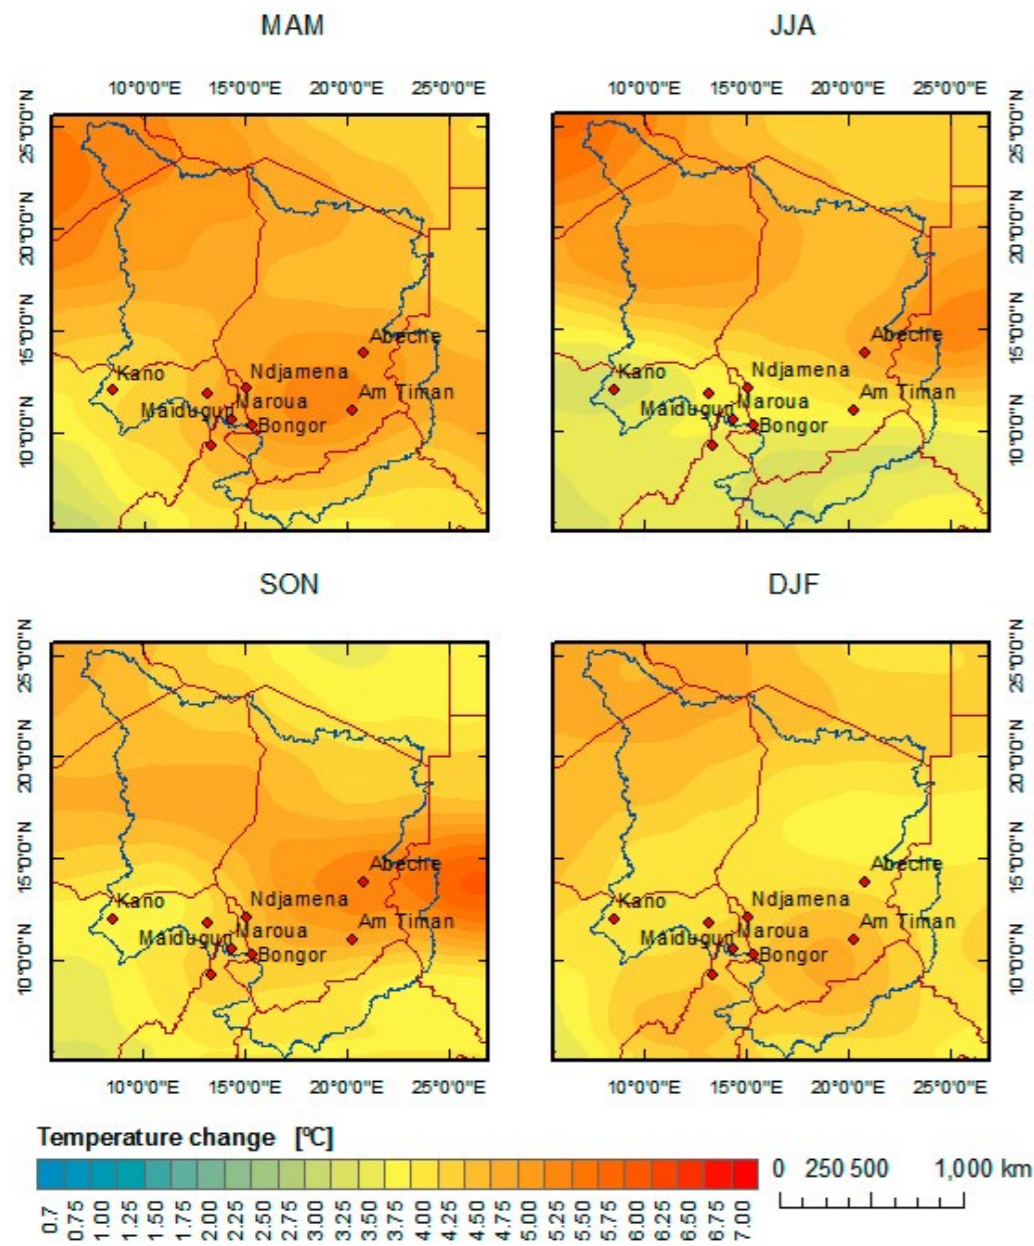 MAM JJA
10°0'0"E 15°0'0"E 20°0'0"E 25°0'0"E 10°0'0"E 15°0'0"E 20°0'0"E 25°0'0"E
25°0'0"N 25°0'0"N
20°0'0"N 20°0'0"N
15°0'0"N 15°0'0"N
10°0'0"N 10°0'0"N
Abeche Abeche
Kano Ndjamena Kano Ndjamena
Am Timan Am Timan
Maidugun Maroua Maidugun Maroua
Bongor Bongor
SON DJF
25°0'0"N 25°0'0"N
20°0'0"N 20°0'0"N
15°0'0"N 15°0'0"N
10°0'0"N 10°0'0"N
Abeche Abeche
Kano Ndjamena Kano Ndjamena
Am Timan Am Timan
Maidugun Maroua Maidugun Maroua
Bongor Bongor
10°0'0"E 15°0'0"E 20°0'0"E 25°0'0"E 10°0'0"E 15°0'0"E 20°0'0"E 25°0'0"E
Temperature change [ºC]
0 250 500 1,000 km
0.7 0.75 1.00 1.25 1.50 1.75 2.00 2.25 2.50 2.75 3.00 3.25 3.50 3.75 4.00 4.25 4.50 4.75 5.00 5.25 5.50 5.75 6.00 6.25 6.50 6.75 7.00